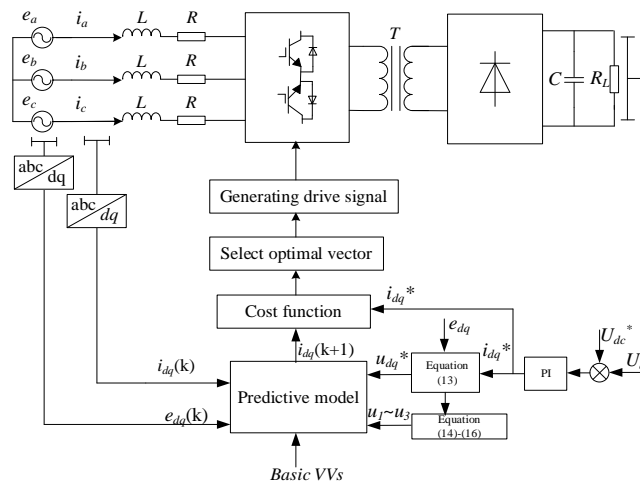 e_a i_a L R
T
e_b i_b L R
C R_L
e_c i_c L R
abc
dq
abc
dq
Generating drive signal
Select optimal vector
Cost function
i_dq*
e_dq
U_dc*
i_dq(k+1)
i_dq(k)
u_dq*
Equation
(13)
i_dq*
PI
Predictive model
e_dq(k)
u_1~u_3
Equation
(14)-(16)
Basic VVs